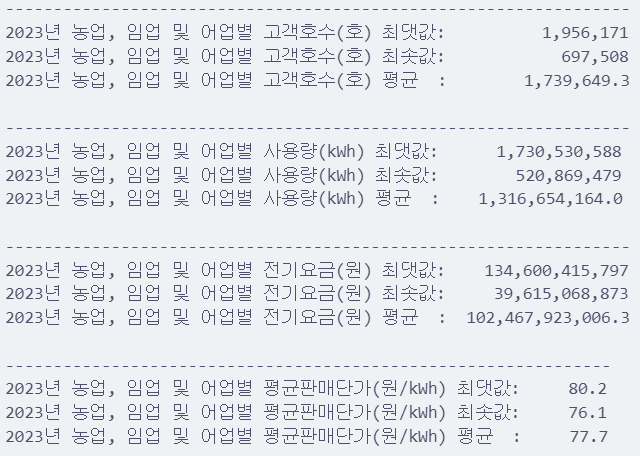 -----------------------------------------------------------------
2023년 농업, 임업 및 어업별 고객호수(호) 최댓값: 1,956,171
2023년 농업, 임업 및 어업별 고객호수(호) 최솟값: 697,508
2023년 농업, 임업 및 어업별 고객호수(호) 평균 : 1,739,649.3
-----------------------------------------------------------------
2023년 농업, 임업 및 어업별 사용량(kWh) 최댓값: 1,730,530,588
2023년 농업, 임업 및 어업별 사용량(kWh) 최솟값: 520,869,479
2023년 농업, 임업 및 어업별 사용량(kWh) 평균 : 1,316,654,164.0
-----------------------------------------------------------------
2023년 농업, 임업 및 어업별 전기요금(원) 최댓값: 134,600,415,797
2023년 농업, 임업 및 어업별 전기요금(원) 최솟값: 39,615,068,873
2023년 농업, 임업 및 어업별 전기요금(원) 평균 : 102,467,923,006.3
---------------------------------------------------------------
2023년 농업, 임업 및 어업별 평균판매단가(원/kWh) 최댓값: 80.2
2023년 농업, 임업 및 어업별 평균판매단가(원/kWh) 최솟값: 76.1
2023년 농업, 임업 및 어업별 평균판매단가(원/kWh) 평균 : 77.7